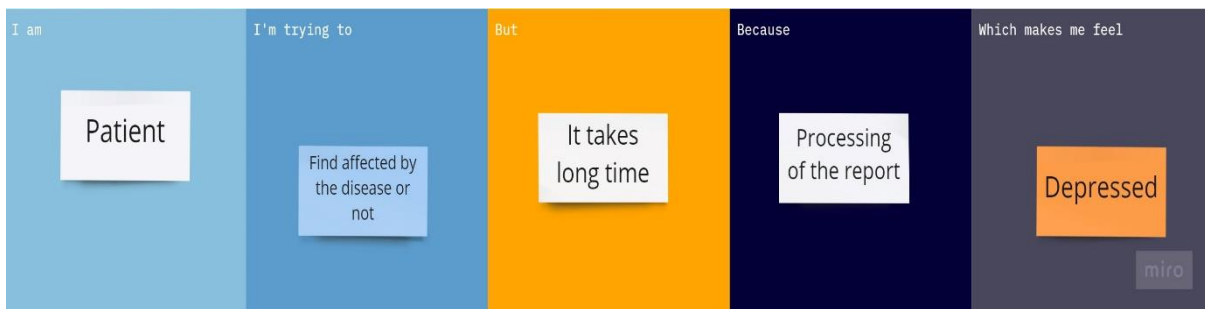 I am
Patient
I'm trying to
Find affected by
the disease or
not
But
It takes
long time
Because
Processing
of the report
Which makes me feel
Depressed
miro